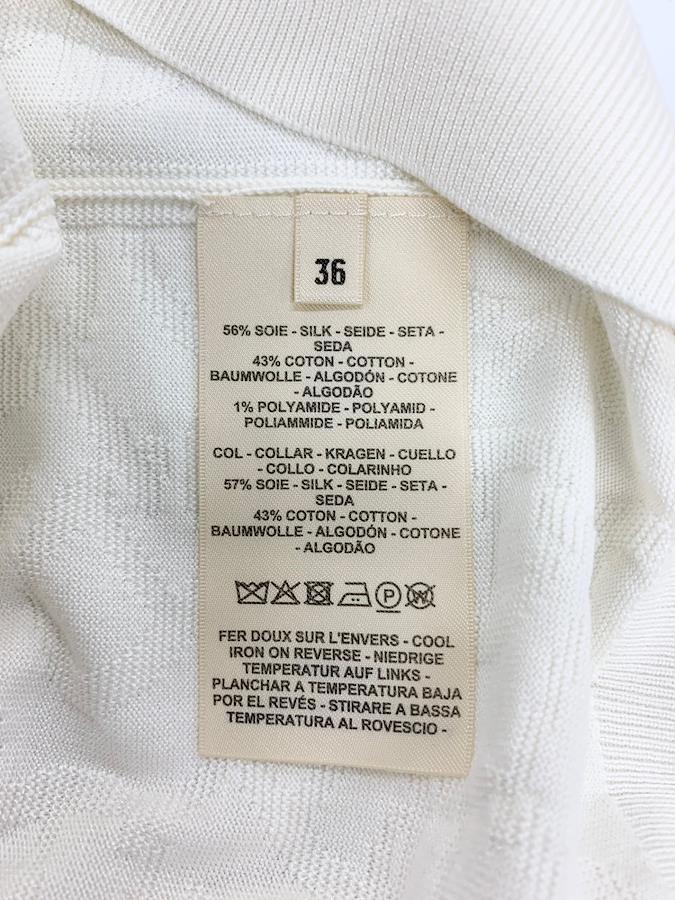 36
56% SOIE - SILK - SEIDE - SETA -
SEDA
43% COTON - COTTON -
BAUMWOLLE - ALGODÓN - COTONE
- ALGODÃO
1% POLYAMIDE - POLYAMID -
POLIAMMIDE - POLIAMIDA
COL - COLLAR - KRAGEN - CUELLO
- COLLO - COLARINHO
57% SOIE - SILK - SEIDE - SETA -
SEDA
43% COTON - COTTON -
BAUMWOLLE - ALGODÓN - COTONE
- ALGODÃO
P W
FER DOUX SUR L'ENVERS - COOL
IRON ON REVERSE - NIEDRIGE
TEMPERATUR AUF LINKS -
PLANCHAR A TEMPERATURA BAJA
POR EL REVÉS - STIRARE A BASSA
TEMPERATURA AL ROVESCIO -